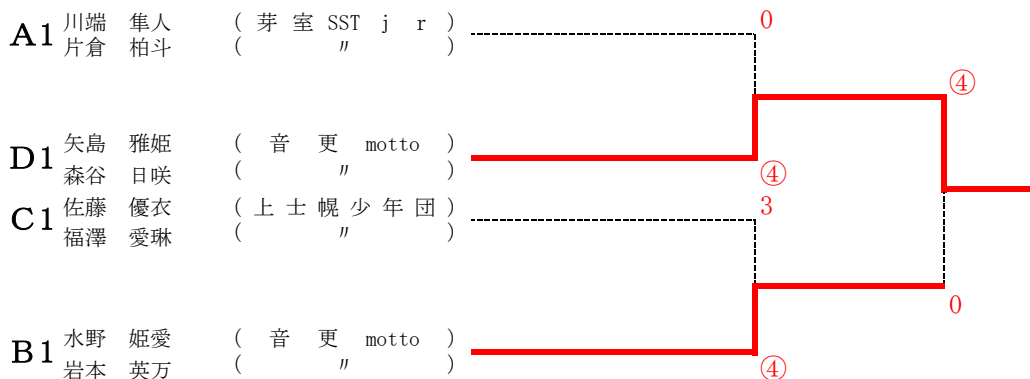 A1 川端 隼人 ( 芽 室 SST j r )
片倉 柏斗 ( 〃 )
0
④
D1 矢島 雅姫 ( 音 更 motto )
森谷 日咲 ( 〃 )
④
C1 佐藤 優衣 ( 上 士 幌 少 年 団 )
福澤 愛琳 ( 〃 )
3
0
B1 水野 姫愛 ( 音 更 motto )
岩本 英万 ( 〃 )
④